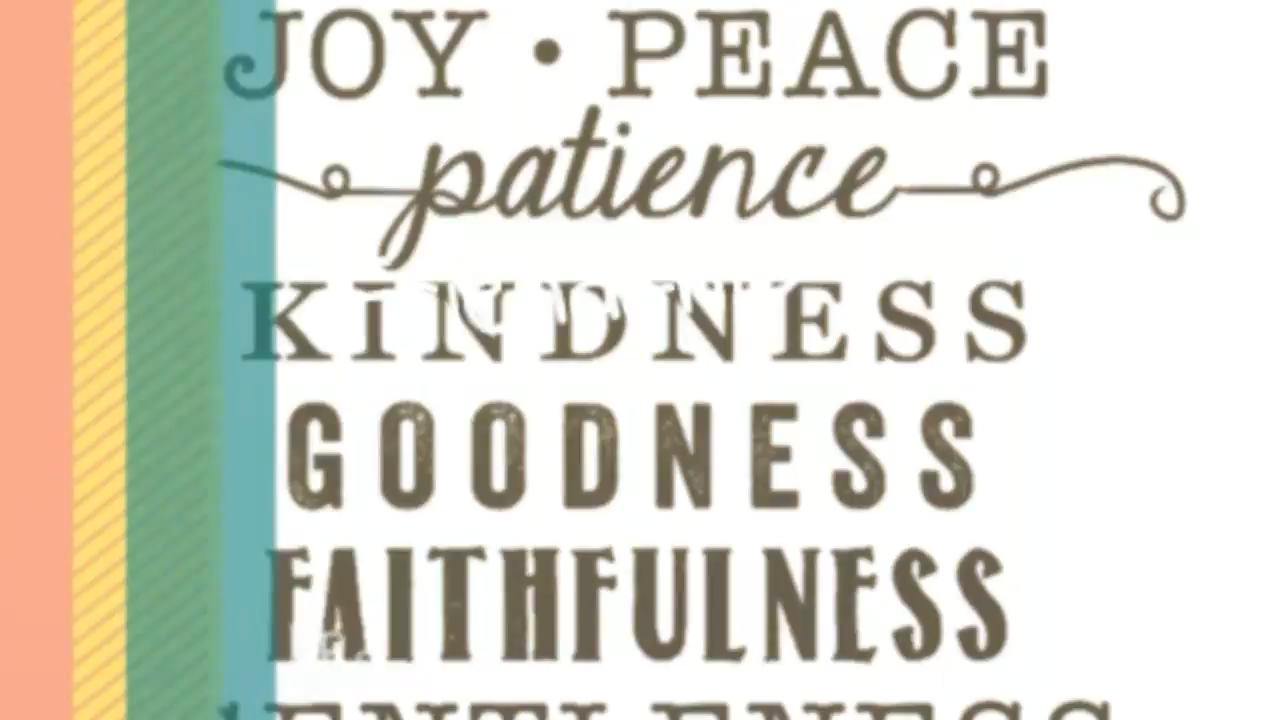 JOY • PEACE
patience
KINDNESS
GOODNESS
FAITHFULNESS